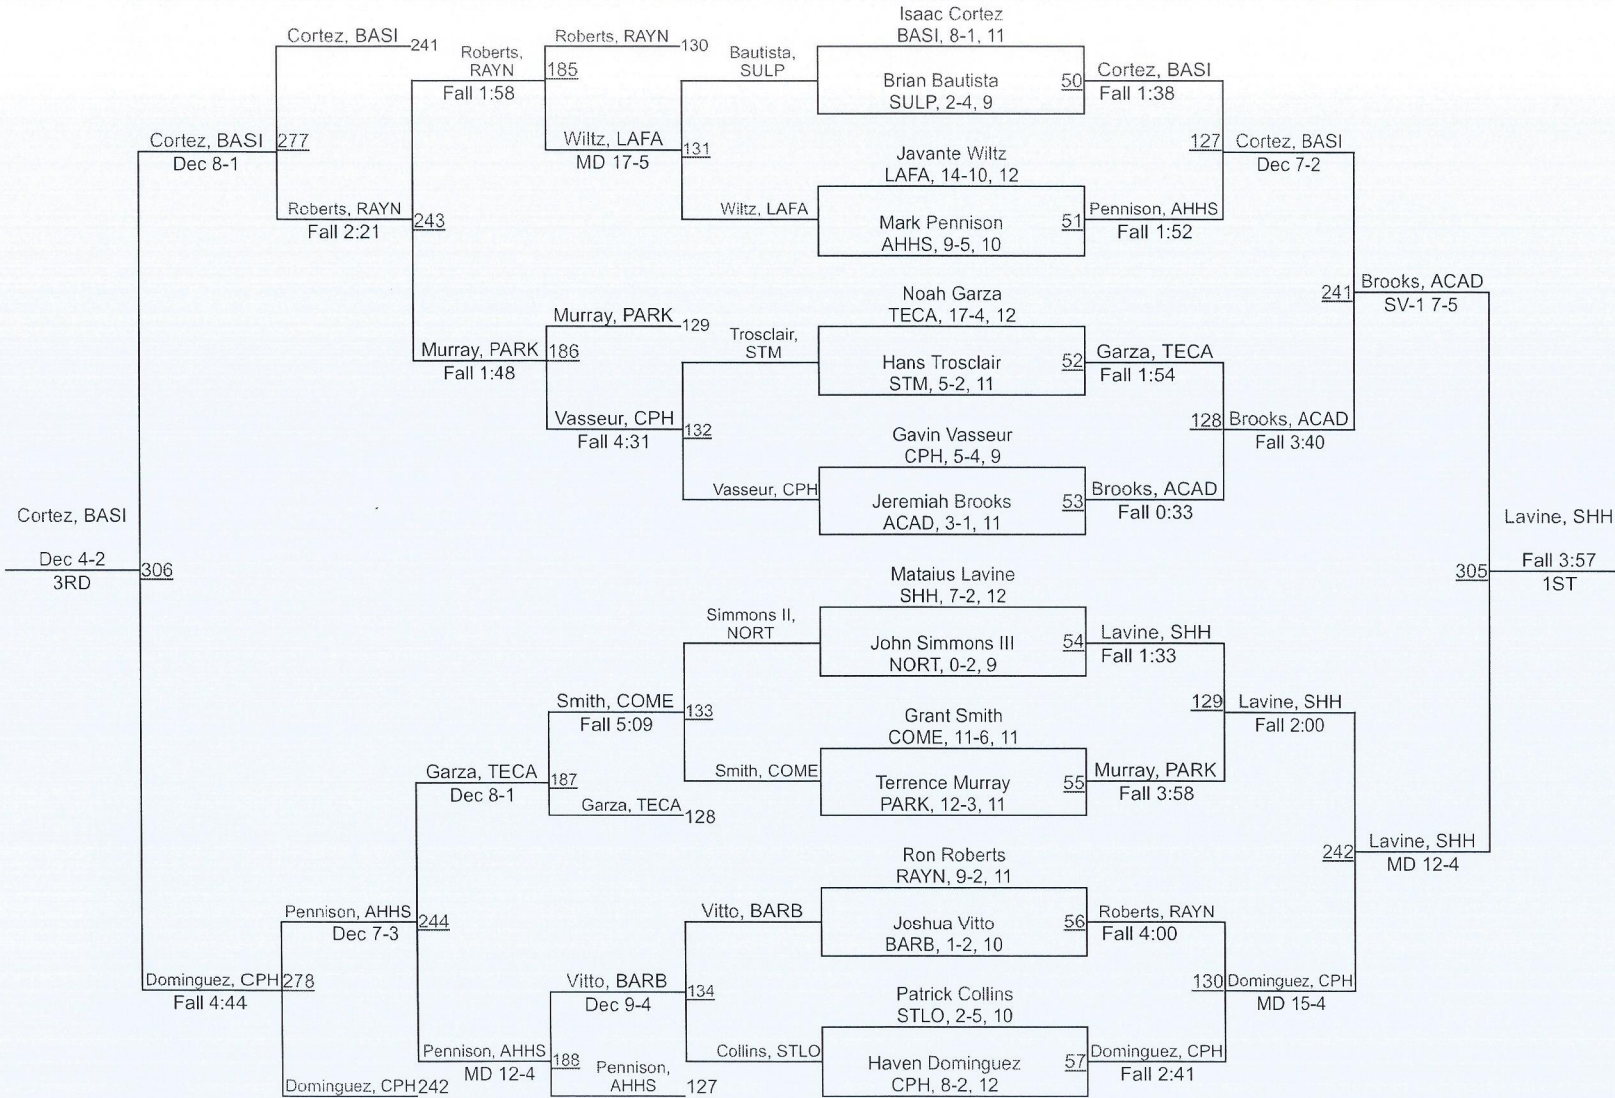 Isaac Cortez
BASI, 8-1, 11
Cortez, BASI
241
Roberts, RAYN
130
Roberts,
RAYN
185
Fall 1:58
Bautista,
SULP
Brian Bautista
SULP, 2-4, 9
50
Cortez, BASI
Fall 1:38
Cortez, BASI
277
Dec 8-1
Wiltz, LAFA
131
MD 17-5
Javante Wiltz
LAFA, 14-10, 12
127
Cortez, BASI
Dec 7-2
Roberts, RAYN
243
Fall 2:21
Wiltz, LAFA
Mark Pennison
AHHS, 9-5, 10
51
Pennison, AHHS
Fall 1:52
Noah Garza
TECA, 17-4, 12
241
Brooks, ACAD
SV-1 7-5
Murray, PARK
129
Murray, PARK
186
Fall 1:48
Trosclair,
STM
Hans Trosclair
STM, 5-2, 11
52
Garza, TECA
Fall 1:54
Vasseur, CPH
132
Fall 4:31
Gavin Vasseur
CPH, 5-4, 9
128
Brooks, ACAD
Fall 3:40
Vasseur, CPH
Jeremiah Brooks
ACAD, 3-1, 11
53
Brooks, ACAD
Fall 0:33
Cortez, BASI
Dec 4-2
3RD
306
Lavine, SHH
305
Fall 3:57
1ST
Mataius Lavine
SHH, 7-2, 12
Simmons II,
NORT
John Simmons III
NORT, 0-2, 9
54
Lavine, SHH
Fall 1:33
Smith, COME
133
Fall 5:09
Grant Smith
COME, 11-6, 11
129
Lavine, SHH
Fall 2:00
Garza, TECA
187
Dec 8-1
Smith, COME
Terrence Murray
PARK, 12-3, 11
55
Murray, PARK
Fall 3:58
Garza, TECA
128
Ron Roberts
RAYN, 9-2, 11
242
Lavine, SHH
MD 12-4
Pennison, AHHS
244
Dec 7-3
Vitto, BARB
Joshua Vitto
BARB, 1-2, 10
56
Roberts, RAYN
Fall 4:00
Dominguez, CPH
278
Fall 4:44
Vitto, BARB
134
Dec 9-4
Patrick Collins
STLO, 2-5, 10
130
Dominguez, CPH
MD 15-4
Pennison, AHHS
188
MD 12-4
Collins, STLO
Haven Dominguez
CPH, 8-2, 12
57
Dominguez, CPH
Fall 2:41
Dominguez, CPH
242
Pennison,
AHHS
127